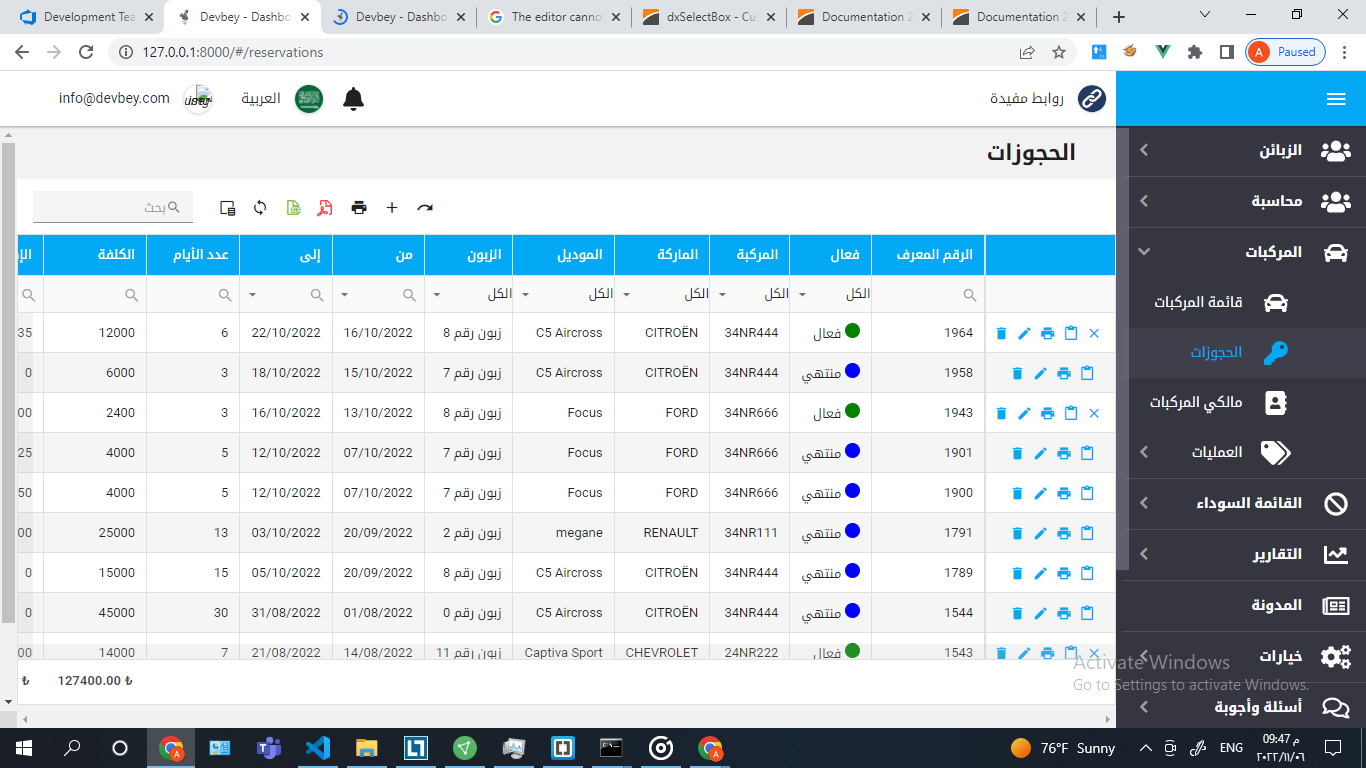 Development Tea
Devbey - Dashbo
Devbey - Dashbo
The editor canno
dxSelectBox - Cu
Documentation 2
Documentation 2
127.0.0.1:8000/#/reservations
Paused
روابط مفيدة
العربية
info@devbey.com
الحجوزات
بحث
الرقم المعرف فعال المركبة الماركة الموديل الزبون من إلى عدد الأيام الكلفة
الكل الكل الكل الكل الكل
1964 فعال 34NR444 CITROËN C5 Aircross زبون رقم 8 16/10/2022 22/10/2022 6 12000 35
1958 منتهي 34NR444 CITROËN C5 Aircross زبون رقم 7 15/10/2022 18/10/2022 3 6000 0
1943 فعال 34NR666 FORD Focus زبون رقم 8 13/10/2022 16/10/2022 3 2400 00
1901 منتهي 34NR666 FORD Focus زبون رقم 7 07/10/2022 12/10/2022 5 4000 25
1900 منتهي 34NR666 FORD Focus زبون رقم 7 07/10/2022 12/10/2022 5 4000 50
1791 منتهي 34NR111 RENAULT megane زبون رقم 2 20/09/2022 03/10/2022 13 25000 00
1789 منتهي 34NR444 CITROËN C5 Aircross زبون رقم 8 20/09/2022 05/10/2022 15 15000 0
1544 منتهي 34NR444 CITROËN C5 Aircross زبون رقم 0 01/08/2022 31/08/2022 30 45000 0
1543 فعال 24NR222 CHEVROLET Captiva Sport زبون رقم 11 14/08/2022 21/08/2022 7 14000 00
127400.00 ₺
₺
الزبائن
محاسبة
المركبات
قائمة المركبات
الحجوزات
مالكي المركبات
العمليات
القائمة السوداء
التقارير
المدونة
خيارات
أسئلة وأجوبة
Activate Windows
Go to Settings to activate Windows.
76°F Sunny
ENG
09:47 م
٢٠٢٢/١١/٠٦